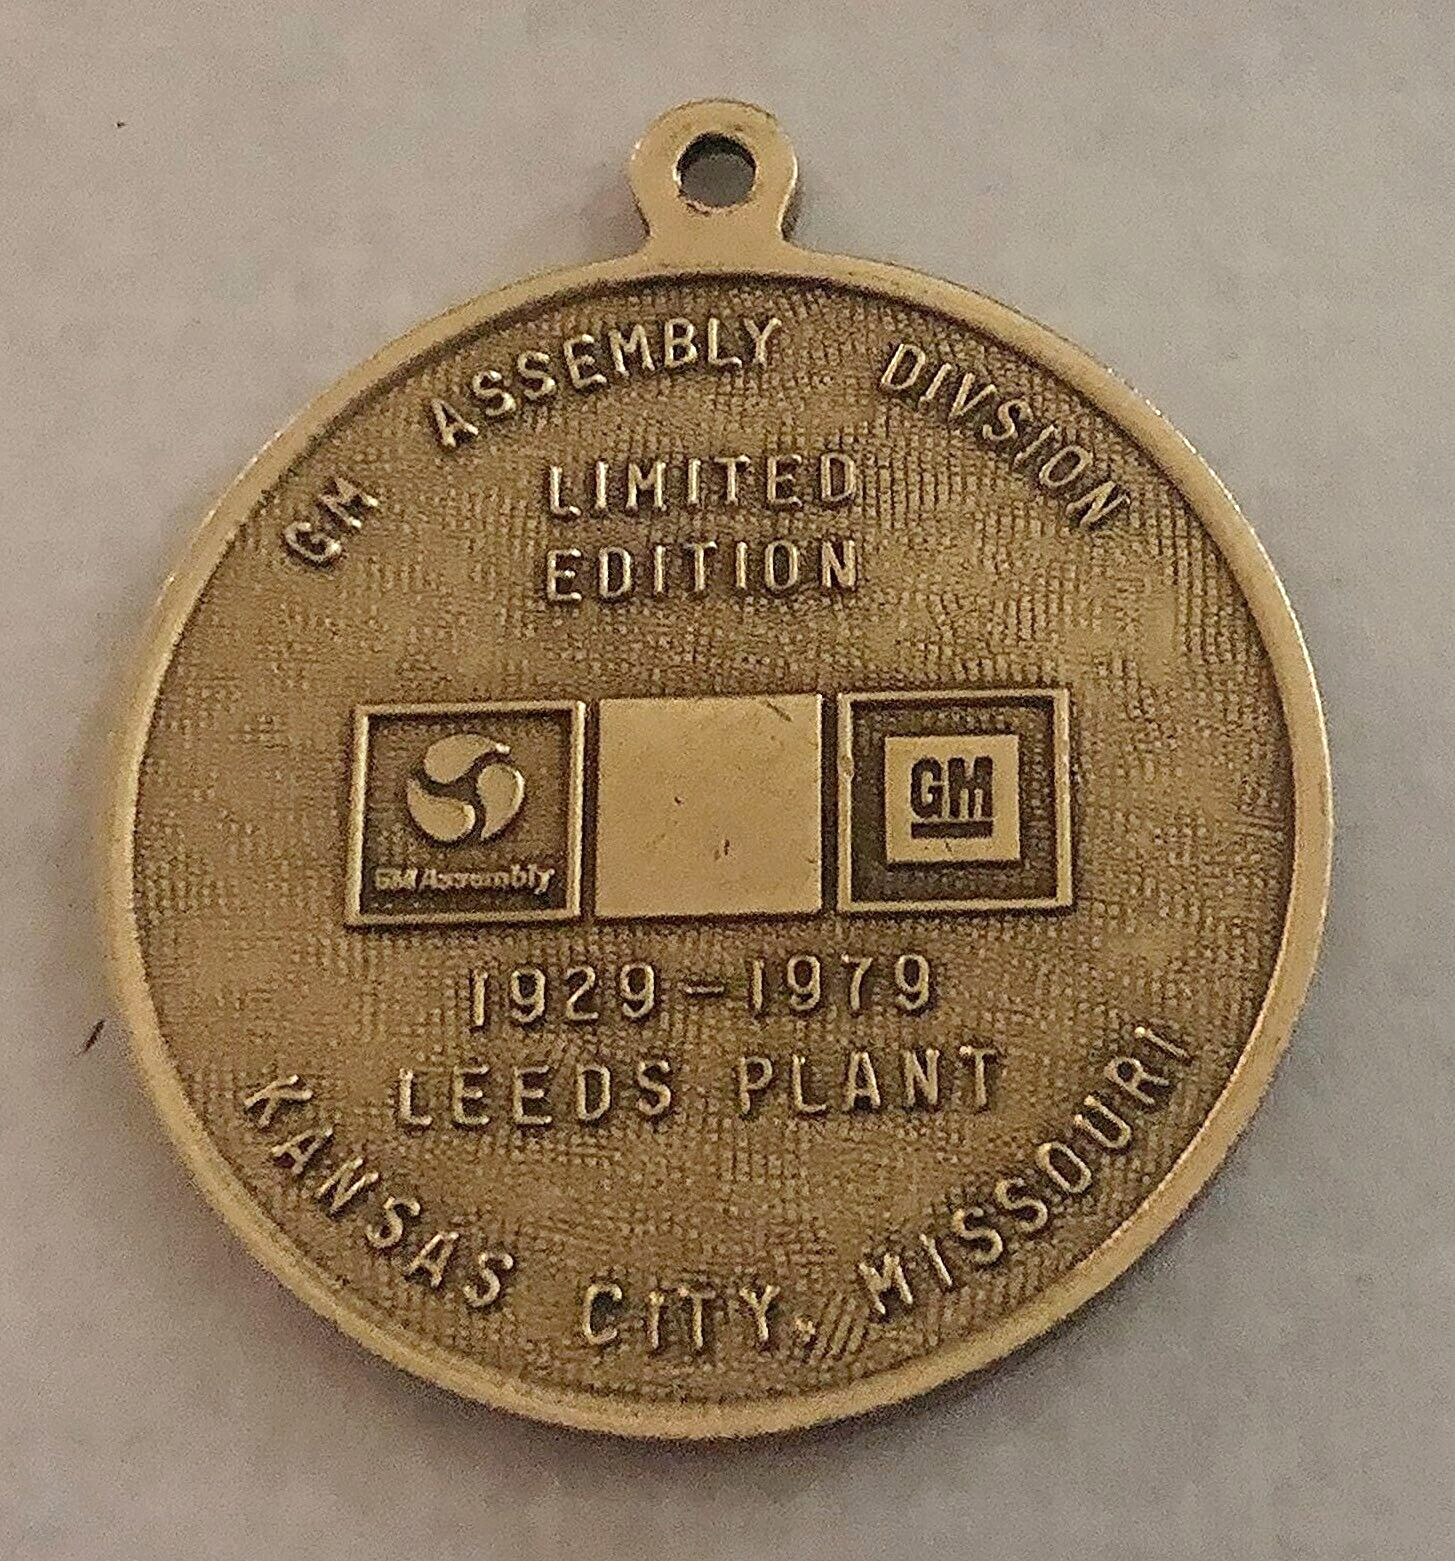 GM ASSEMBLY DIVSION
LIMITED
EDITION
GM Assembly
GM
1929-1979
LEEDS PLANT
KANSAS CITY, MISSOURI